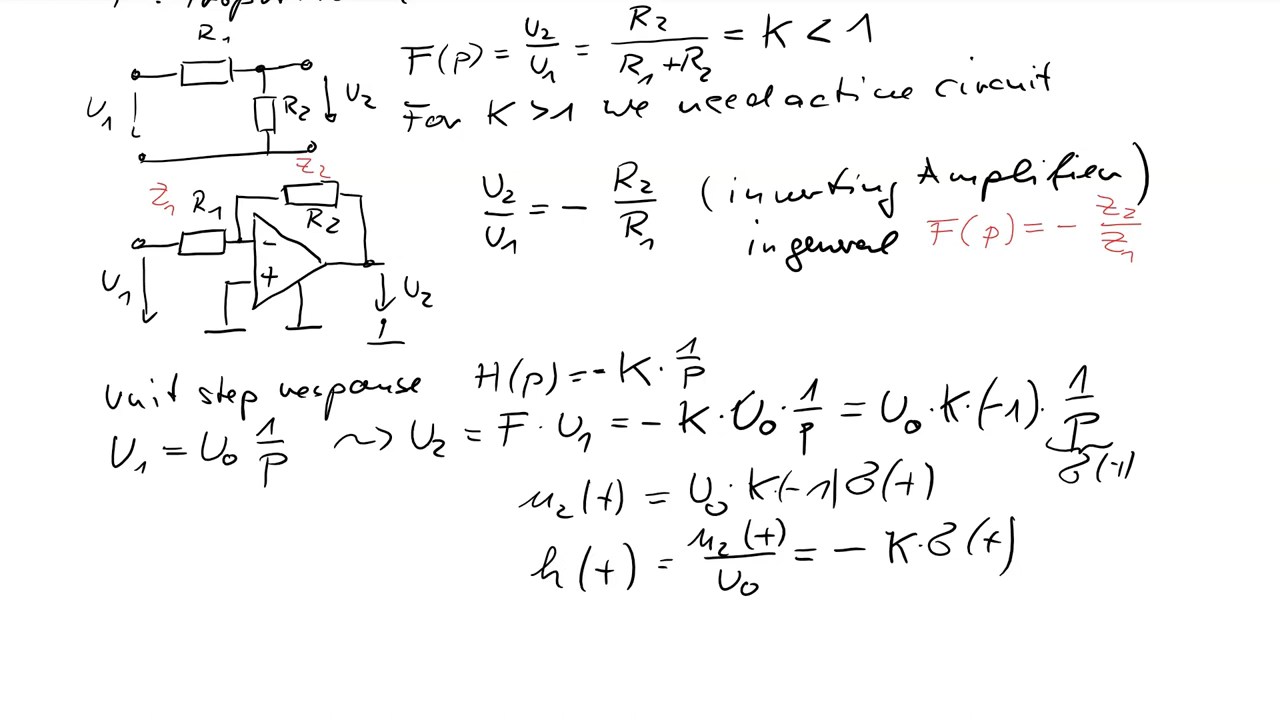 R1
F(p) = U2/U1 = R2/(R1+R2) = K < 1
U1 R2 U2
For K >1 we need active circuit
Z1 Z2
R1 R2
U2/U1 = - R2/R1 (inverting Amplifier)
in general F(p) = - Z2/Z1
- +
U1 U2
unit step response H(p) = -K · 1/p
U1 = U0 1/p ~> U2 = F · U1 = - K · U0 · 1/p = U0 · K · (-1) · 1/p
σ(t)
u2(t) = U0 · K(-1)σ(t)
h(t) = u2(t)/U0 = - K·σ(t)